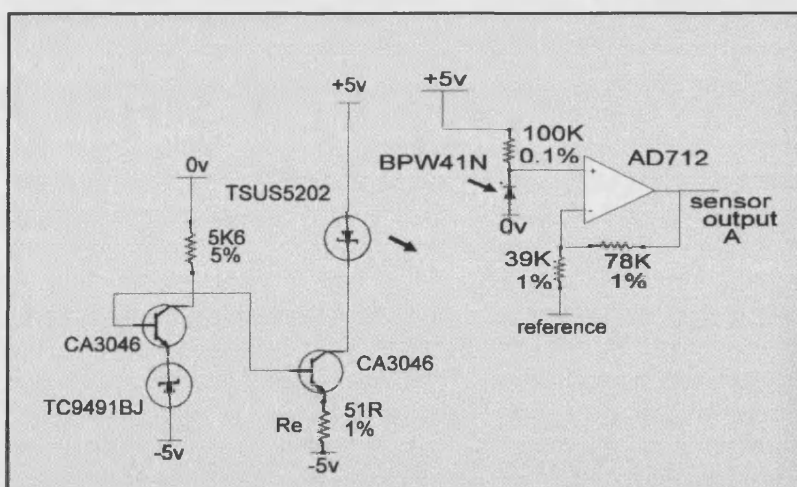 +5v
+5v
0v
TSUS5202
5K6
5%
CA3046
TC9491BJ
-5v
CA3046
Re
51R
1%
-5v
BPW41N
100K
0.1%
0v
AD712
+
-
sensor
output
A
39K
1%
78K
1%
reference